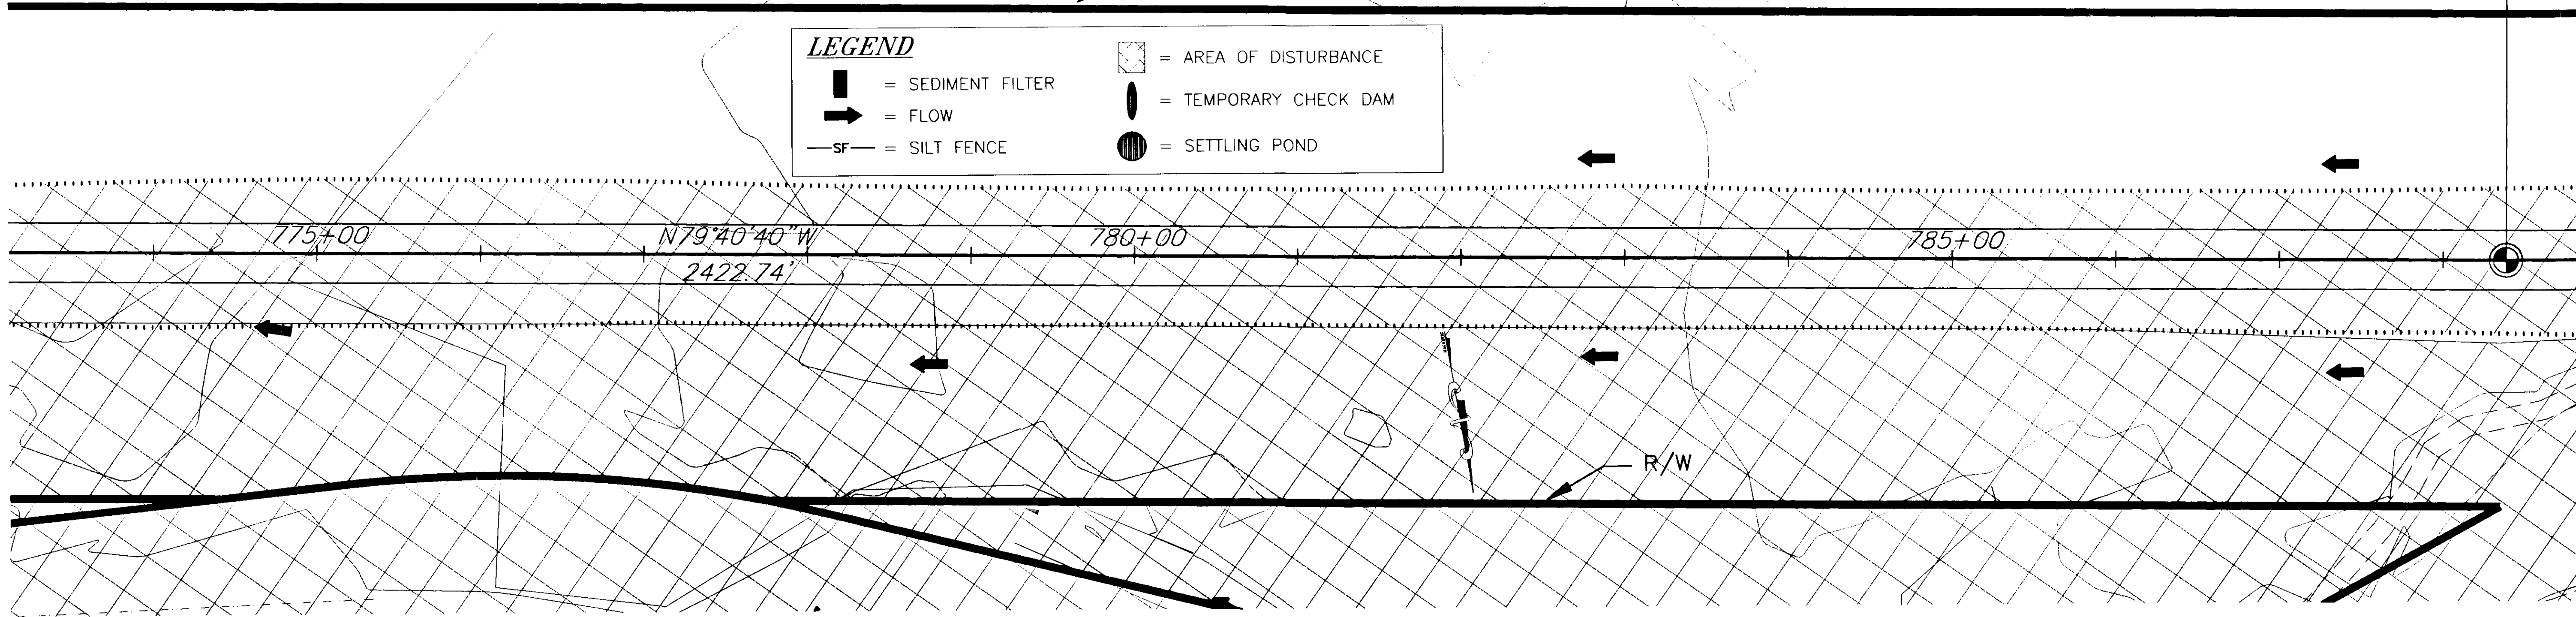 LEGEND
= SEDIMENT FILTER
= FLOW
SF = SILT FENCE
= AREA OF DISTURBANCE
= TEMPORARY CHECK DAM
= SETTLING POND
775+00
N79°40'40"W
2422.74'
780+00
785+00
R/W